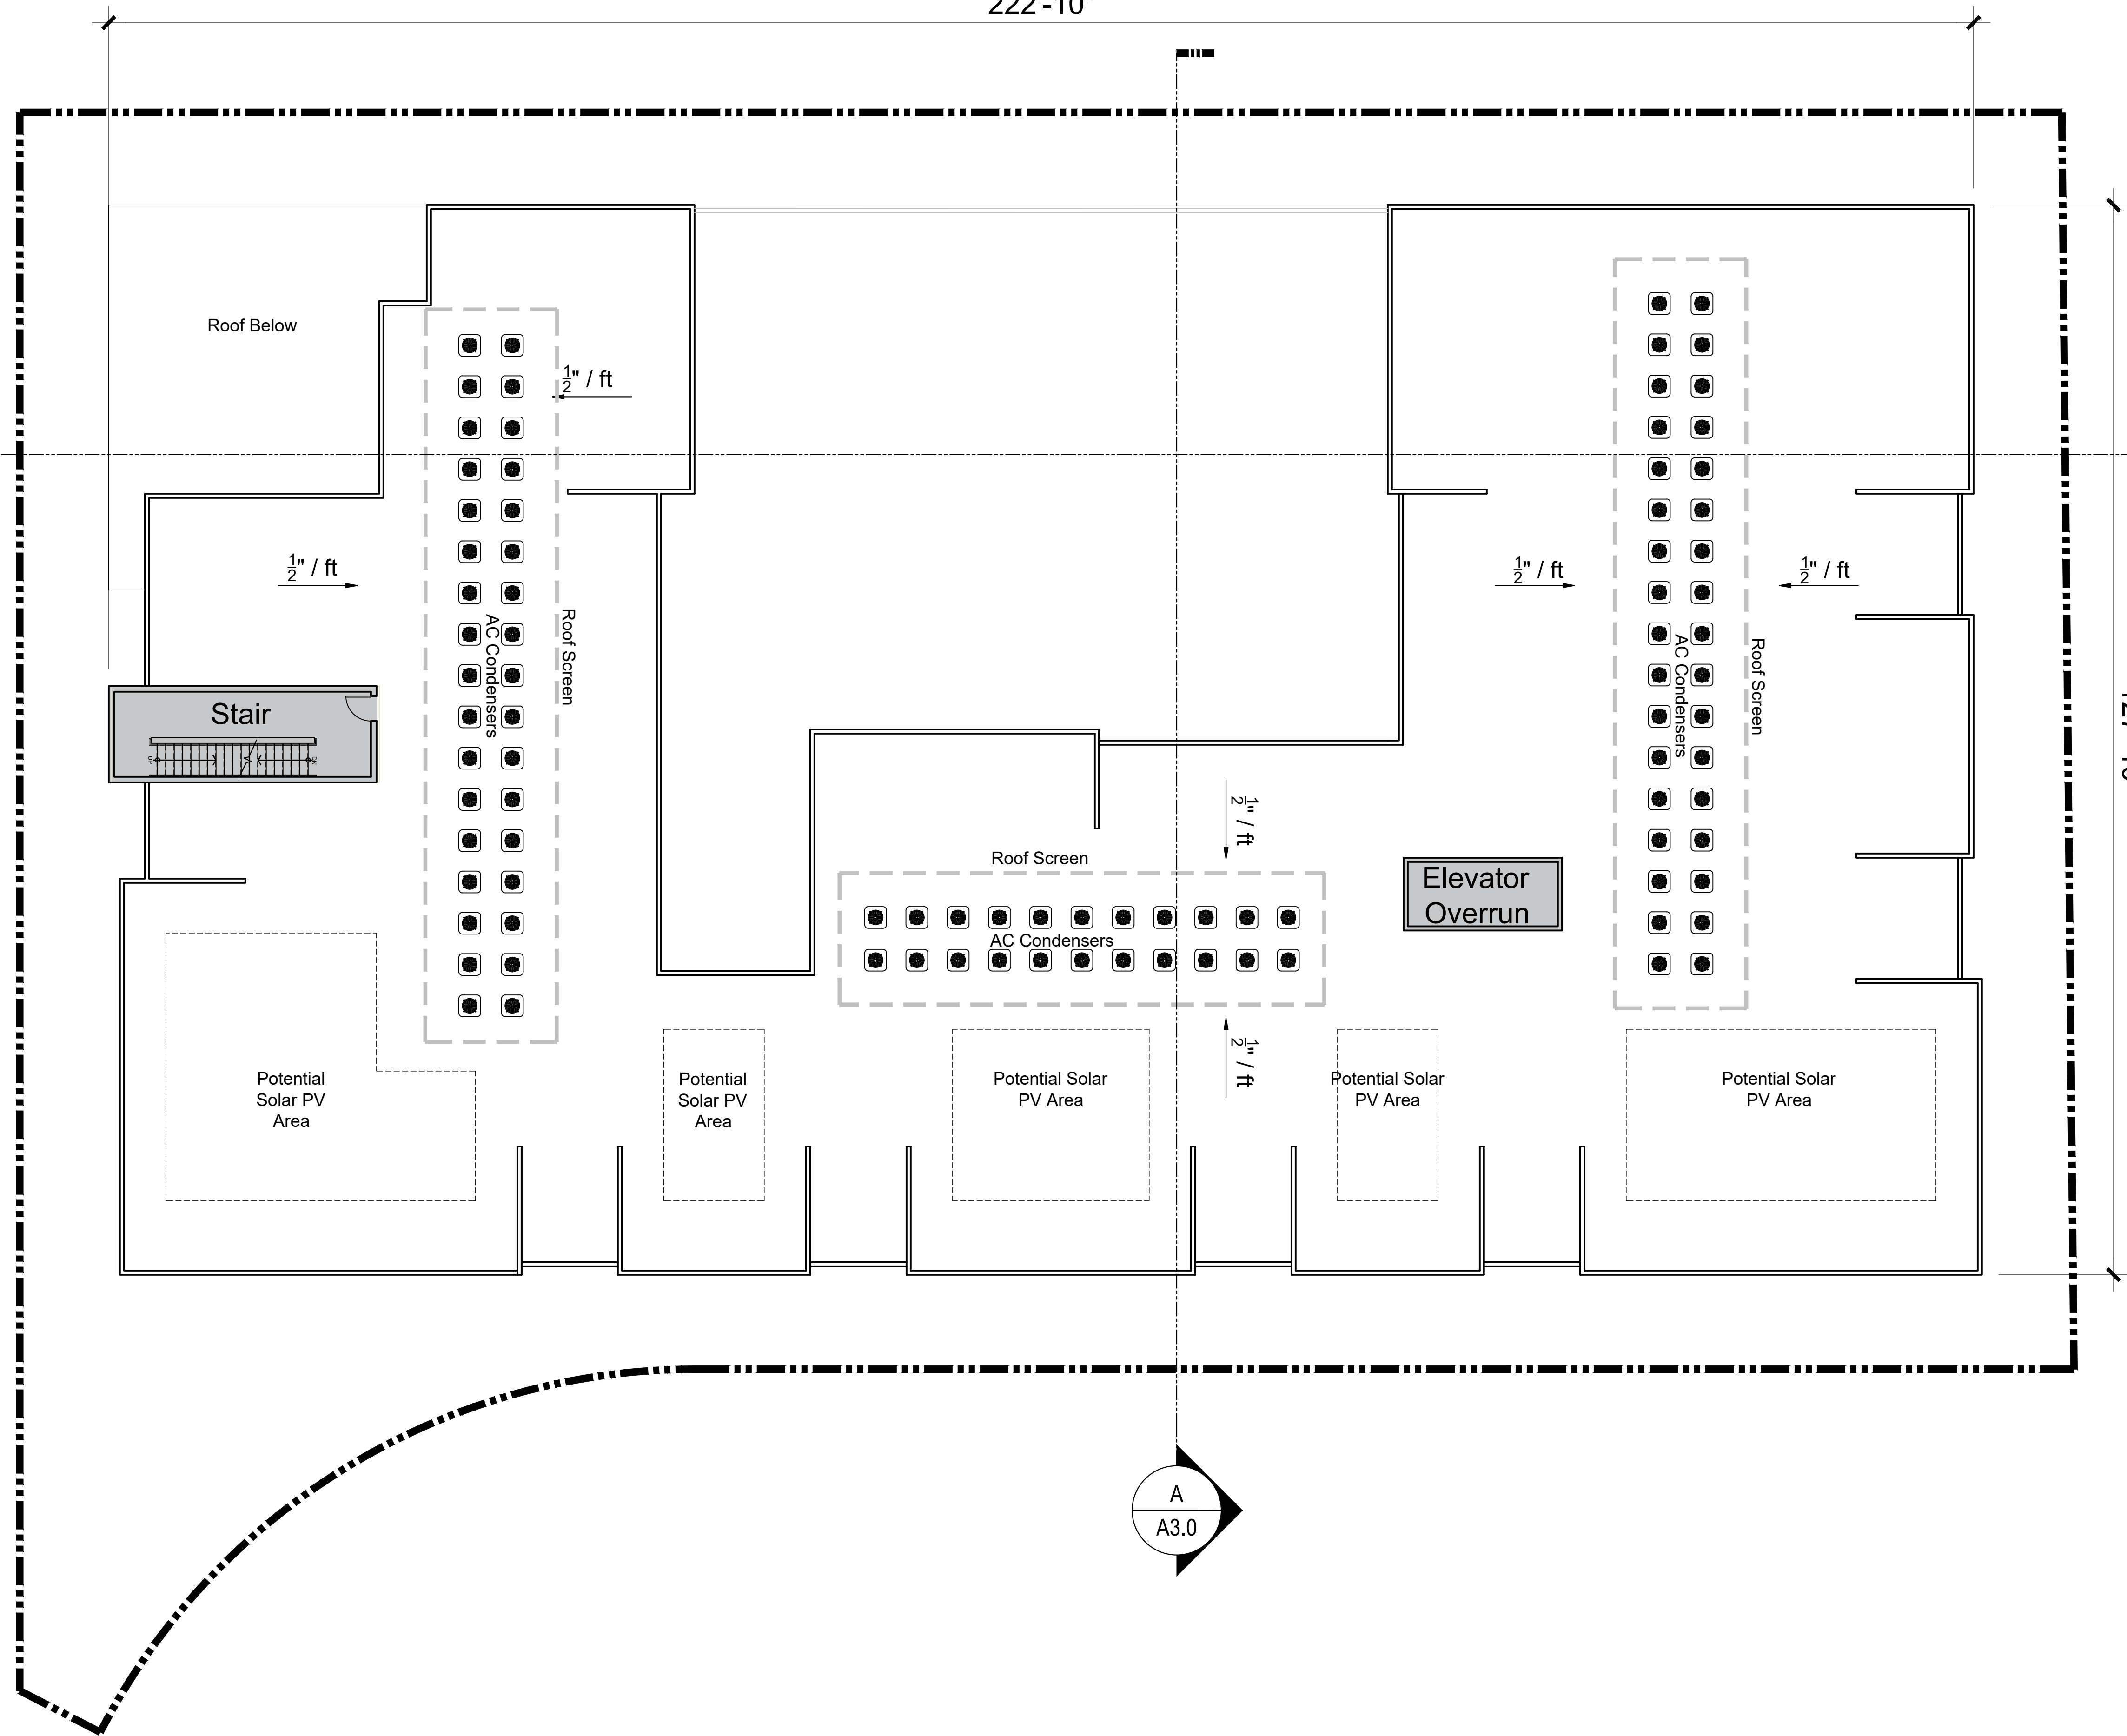 222'-10"
Roof Below
1/2" / ft
1/2" / ft
1/2" / ft
1/2" / ft
Roof Screen
AC Condensers
Roof Screen
AC Condensers
Stair
UP
DN
1/2" / ft
Roof Screen
AC Condensers
Elevator
Overrun
1/2" / ft
Potential
Solar PV
Area
Potential
Solar PV
Area
Potential Solar
PV Area
Potential Solar
PV Area
Potential Solar
PV Area
A
A3.0